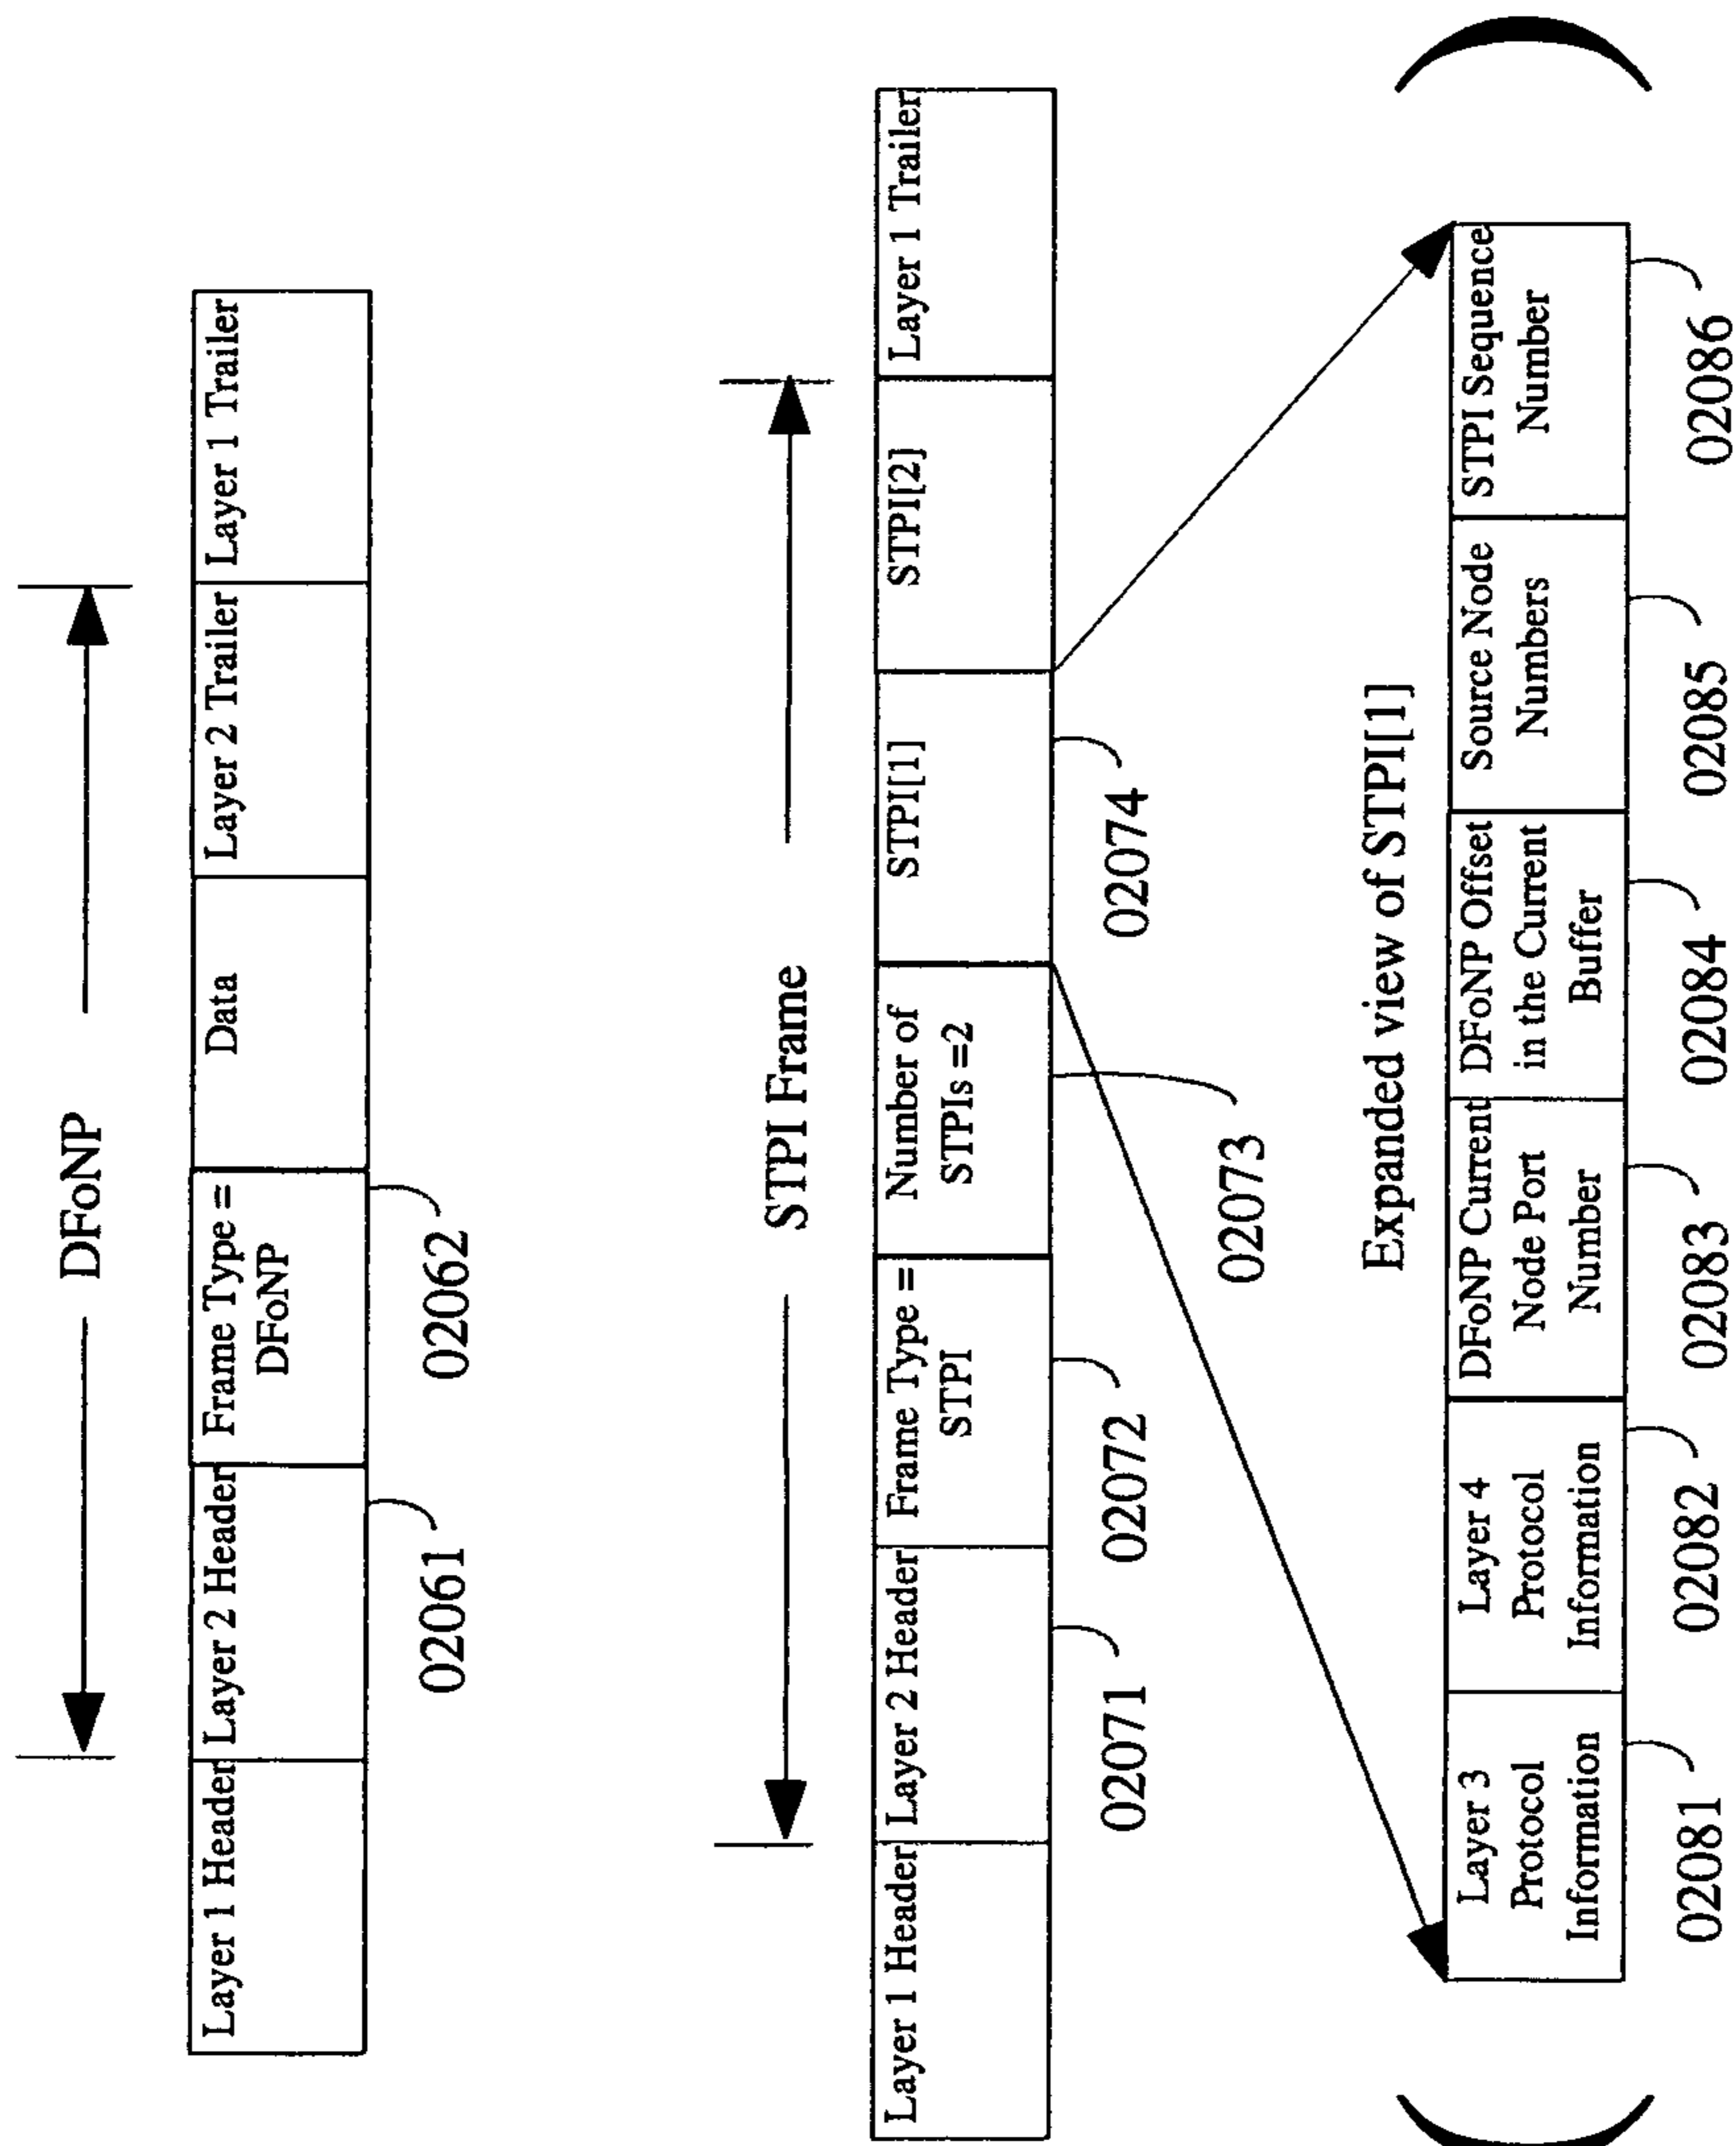 DFoNP
Layer 1 Header
Layer 2 Header
Frame Type =
DFoNP
Data
Layer 2 Trailer
Layer 1 Trailer
02061
02062
STPI Frame
Layer 1 Header
Layer 2 Header
Frame Type =
STPI
Number of
STPIs =2
STPI[1]
STPI[2]
Layer 1 Trailer
02071
02072
02073
02074
Expanded view of STPI[1]
Layer 3
Protocol
Information
Layer 4
Protocol
Information
DFoNP Current
Node Port
Number
DFoNP Offset
in the Current
Buffer
Source Node
Numbers
STPI Sequence
Number
02081
02082
02083
02084
02085
02086